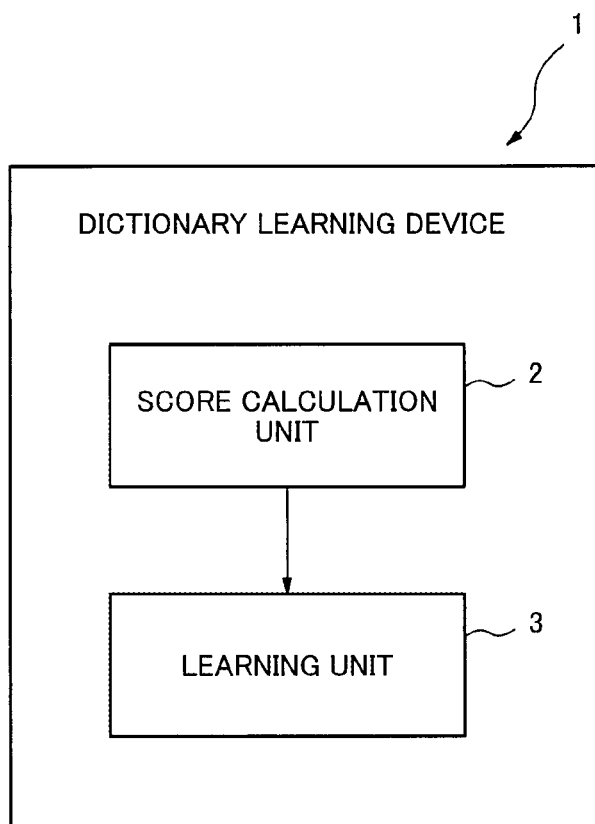 1
DICTIONARY LEARNING DEVICE
SCORE CALCULATION
UNIT
2
LEARNING UNIT
3